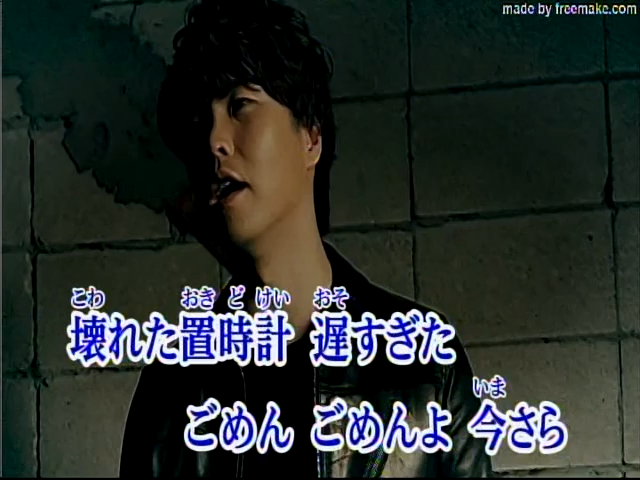 made by freemake.com
こわ おき ど けい おそ
壊れた置時計 遅すぎた
いま
ごめん ごめんよ 今さら